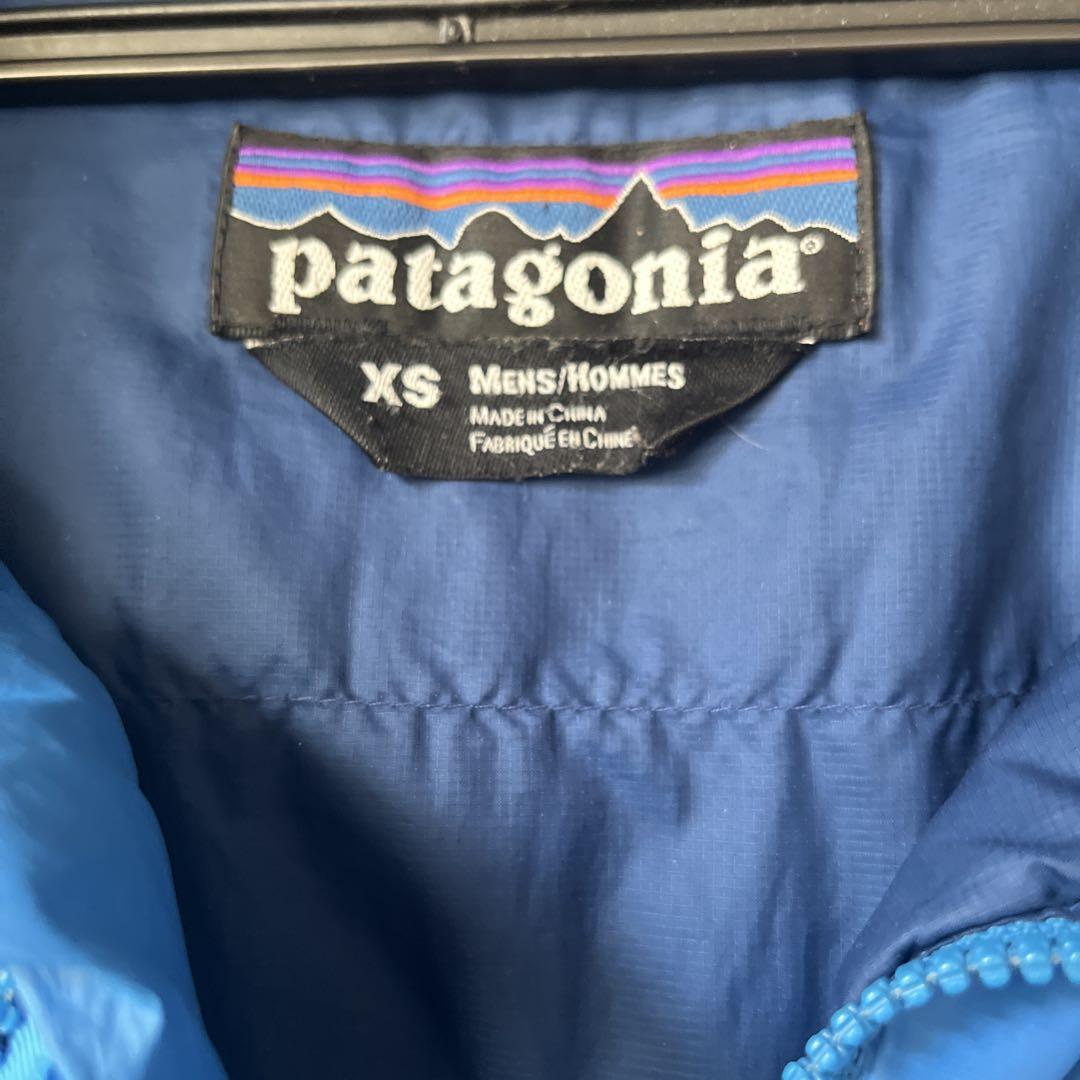 patagonia®
XS MENS/HOMMES
MADE IN CHINA
FABRIQUÉ EN CHINE